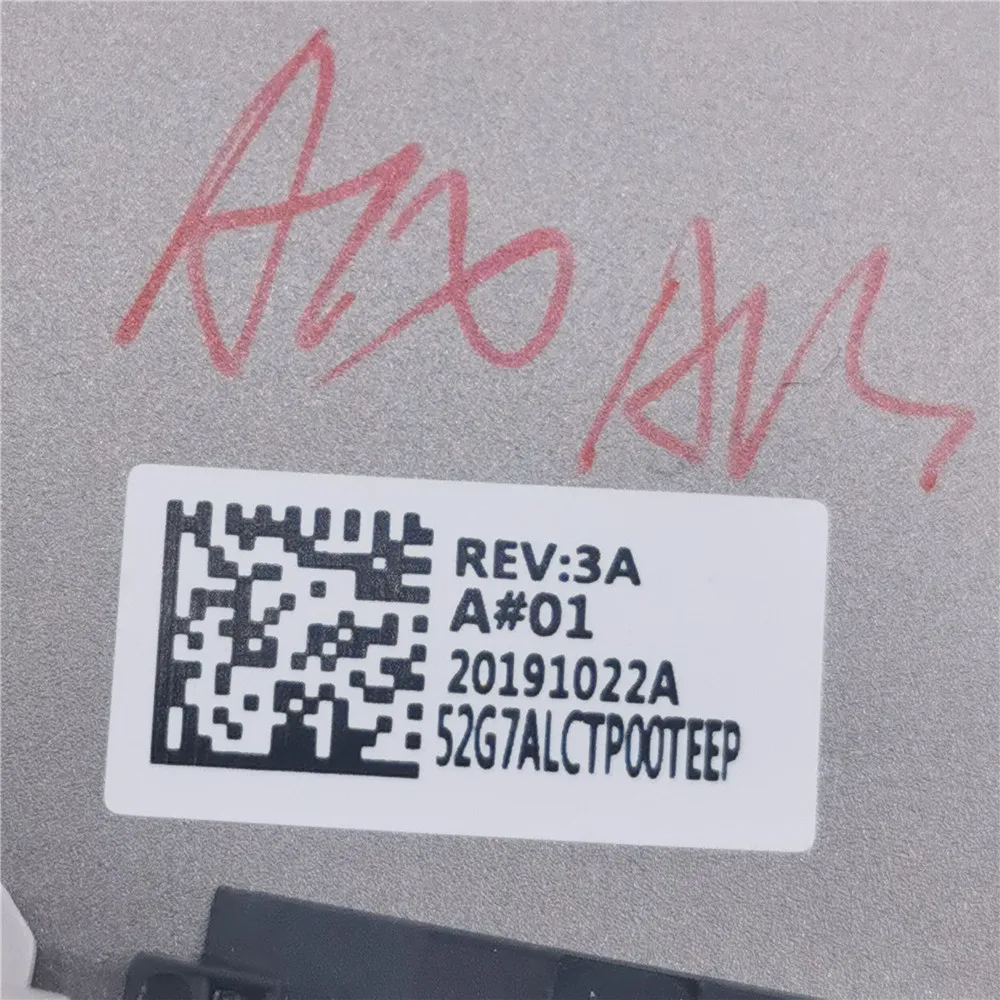 REV:3A
A#01
20191022A
52G7ALCTP00TEEP